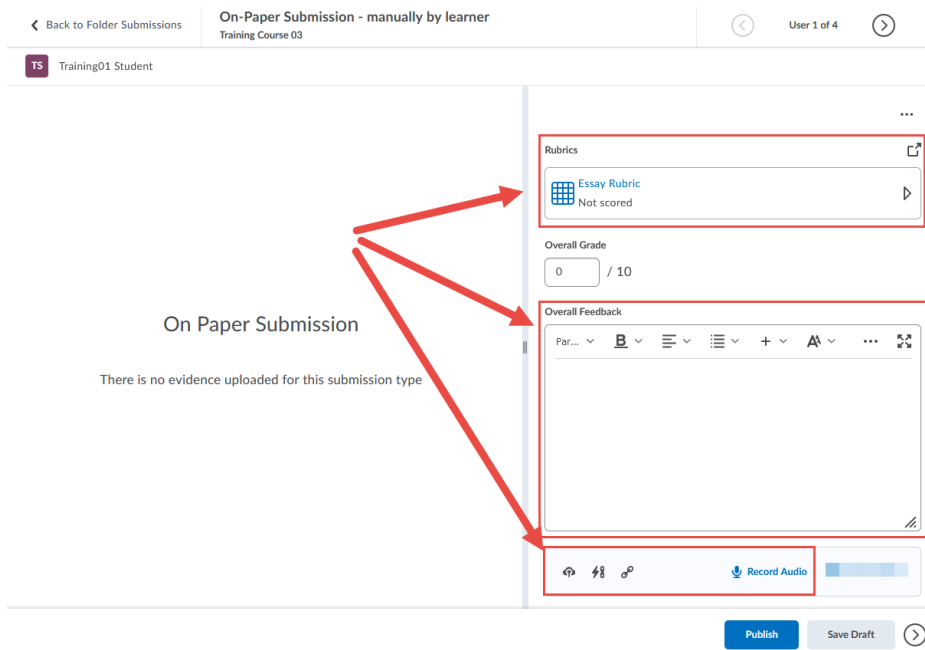 Back to Folder Submissions
On-Paper Submission - manually by learner
Training Course 03
User 1 of 4
TS
Training01 Student
Rubrics
Essay Rubric
Not scored
Overall Grade
0 / 10
On Paper Submission
There is no evidence uploaded for this submission type
Overall Feedback
Par...
B
A
Record Audio
Publish
Save Draft